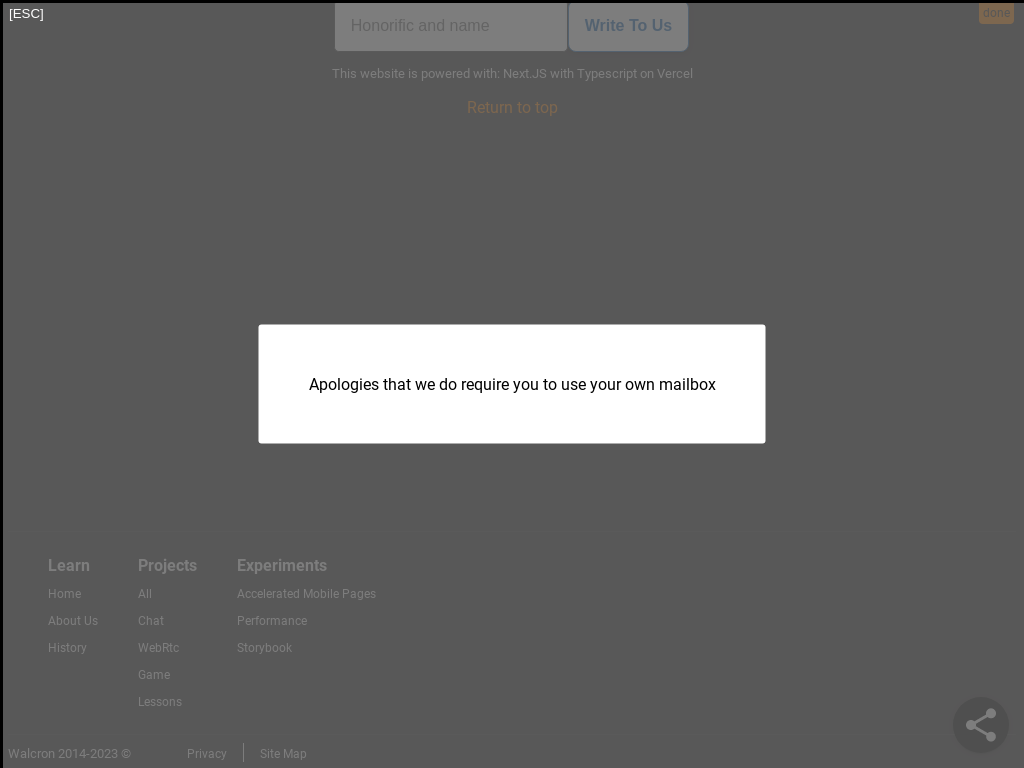 [ESC]
done
Honorific and name
Write To Us
This website is powered with: Next.JS with Typescript on Vercel
Return to top
Apologies that we do require you to use your own mailbox
Learn
Home
About Us
History
Projects
All
Chat
WebRtc
Game
Lessons
Experiments
Accelerated Mobile Pages
Performance
Storybook
Walcron 2014-2023 ©
Privacy
Site Map